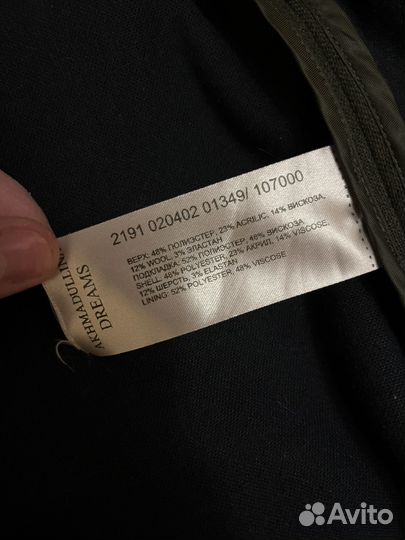 AKHMADULLINA
DREAMS
2191 020402 01349/ 107000
ВЕРХ: 48% ПОЛИЭСТЕР, 23% ACRILIC, 14% ВИСКОЗА,
12% WOOL, 3% ЭЛАСТАН
ПОДКЛАДКА: 52% ПОЛИЭСТЕР, 48% ВИСКОЗА
SHELL: 48% POLYESTER, 23% АКРИЛ, 14% VISCOSE,
12% ШЕРСТЬ, 3% ELASTAN
LINING: 52% POLYESTER, 48% VISCOSE
Avito